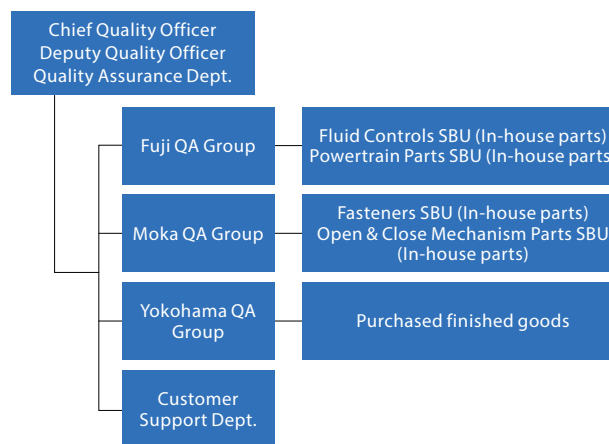 Chief Quality Officer
Deputy Quality Officer
Quality Assurance Dept.
Fuji QA Group
Fluid Controls SBU (In-house parts)
Powertrain Parts SBU (In-house parts
Moka QA Group
Fasteners SBU (In-house parts)
Open & Close Mechanism Parts SBU
(In-house parts)
Yokohama QA
Group
Purchased finished goods
Customer
Support Dept.